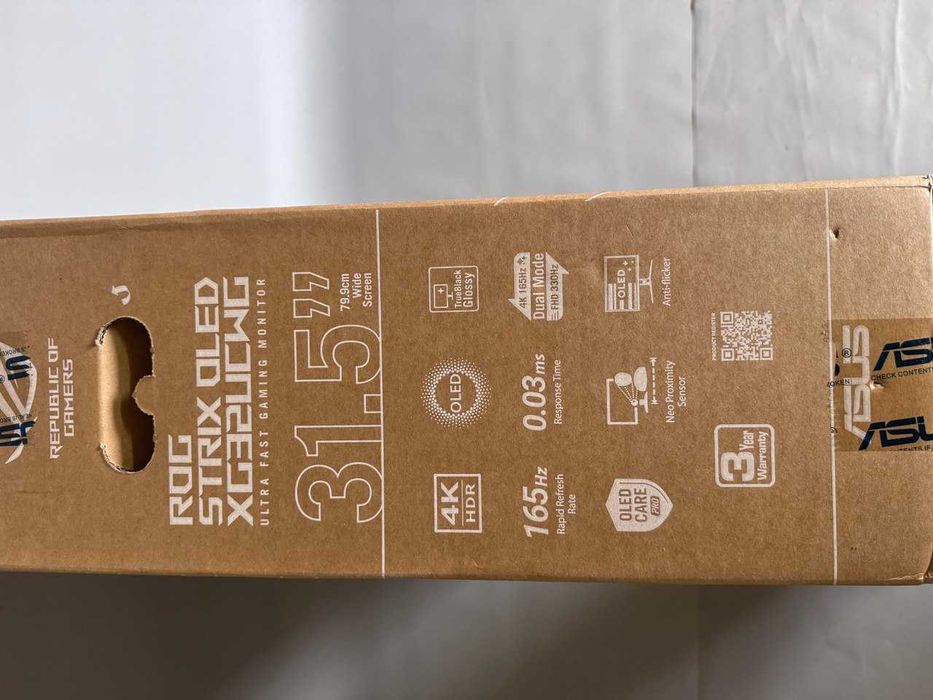 REPUBLIC OF
GAMERS
ROG
STRIX OLED
XG32UCWG
ULTRA FAST GAMING MONITOR
31.5”
79.9cm
Wide
Screen
4K
HDR
OLED
TrueBlack
Glossy
165Hz
Rapid Refresh
Rate
0.03ms
Response Time
4K 165Hz
Dual Mode
FHD 330Hz
OLED
CARE
PRO
Neo Proximity
Sensor
OLED
Anti-flicker
3 Year
Warranty
PRODUCT REGISTER
ASUS
CHECK CONTENT